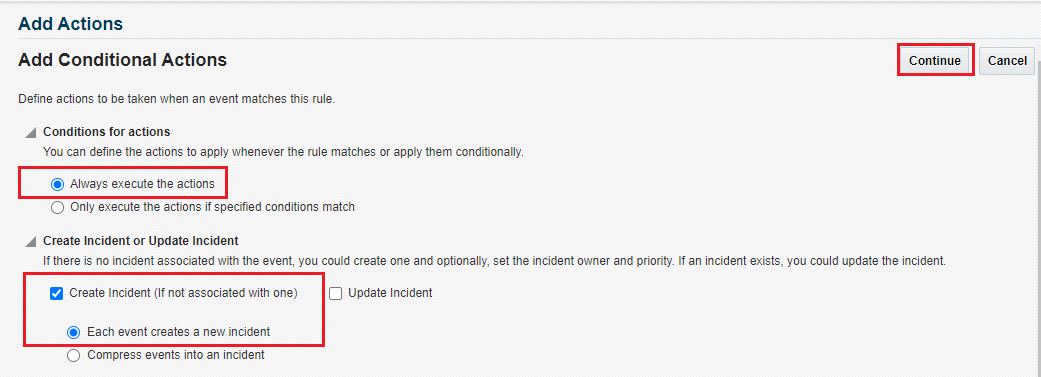 Add Actions
Add Conditional Actions
Continue
Cancel
Define actions to be taken when an event matches this rule.
Conditions for actions
You can define the actions to apply whenever the rule matches or apply them conditionally.
Always execute the actions
Only execute the actions if specified conditions match
Create Incident or Update Incident
If there is no incident associated with the event, you could create one and optionally, set the incident owner and priority. If an incident exists, you could update the incident.
Create Incident (If not associated with one)
Update Incident
Each event creates a new incident
Compress events into an incident